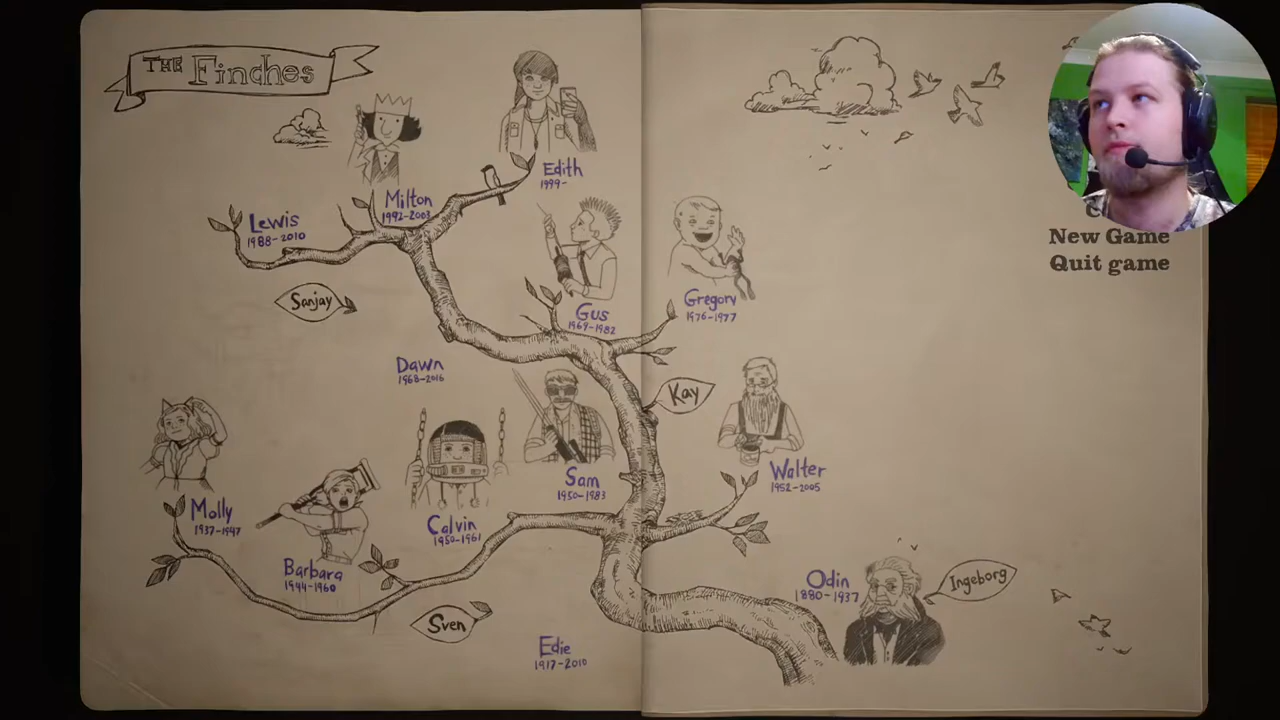 THE Finches
Edith
1999-
Milton
1992-2003
Lewis
1988-2010
Sanjay
Gus
1969-1982
Gregory
1976-1977
Dawn
1968-2016
Kay
Sam
1950-1983
Walter
1952-2005
Molly
1937-1947
Calvin
1950-1961
Barbara
1944-1960
Sven
Odin
1880-1937
Ingeborg
Edie
1917-2010
New Game
Quit game